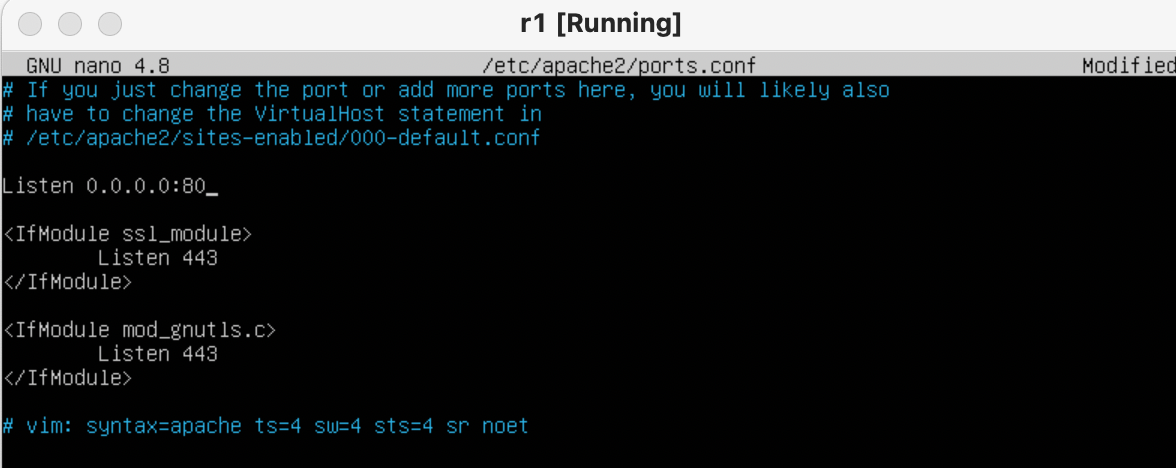 r1 [Running]
GNU nano 4.8 /etc/apache2/ports.conf Modified
# If you just change the port or add more ports here, you will likely also
# have to change the VirtualHost statement in
# /etc/apache2/sites-enabled/000-default.conf
Listen 0.0.0.0:80_
<IfModule ssl_module>
Listen 443
</IfModule>
<IfModule mod_gnutls.c>
Listen 443
</IfModule>
# vim: syntax=apache ts=4 sw=4 sts=4 sr noet